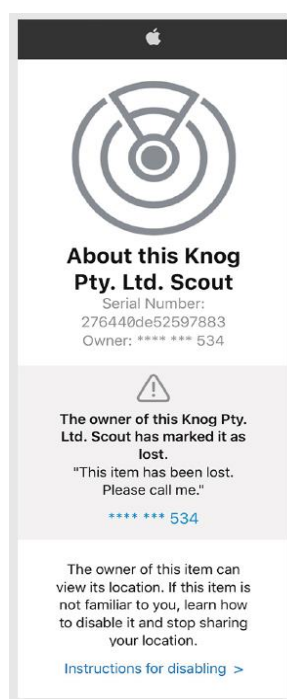 About this Knog
Pty. Ltd. Scout
Serial Number:
276440de52597883
Owner: **** *** 534
The owner of this Knog Pty.
Ltd. Scout has marked it as
lost.
"This item has been lost.
Please call me."
**** *** 534
The owner of this item can
view its location. If this item is
not familiar to you, learn how
to disable it and stop sharing
your location.
Instructions for disabling >